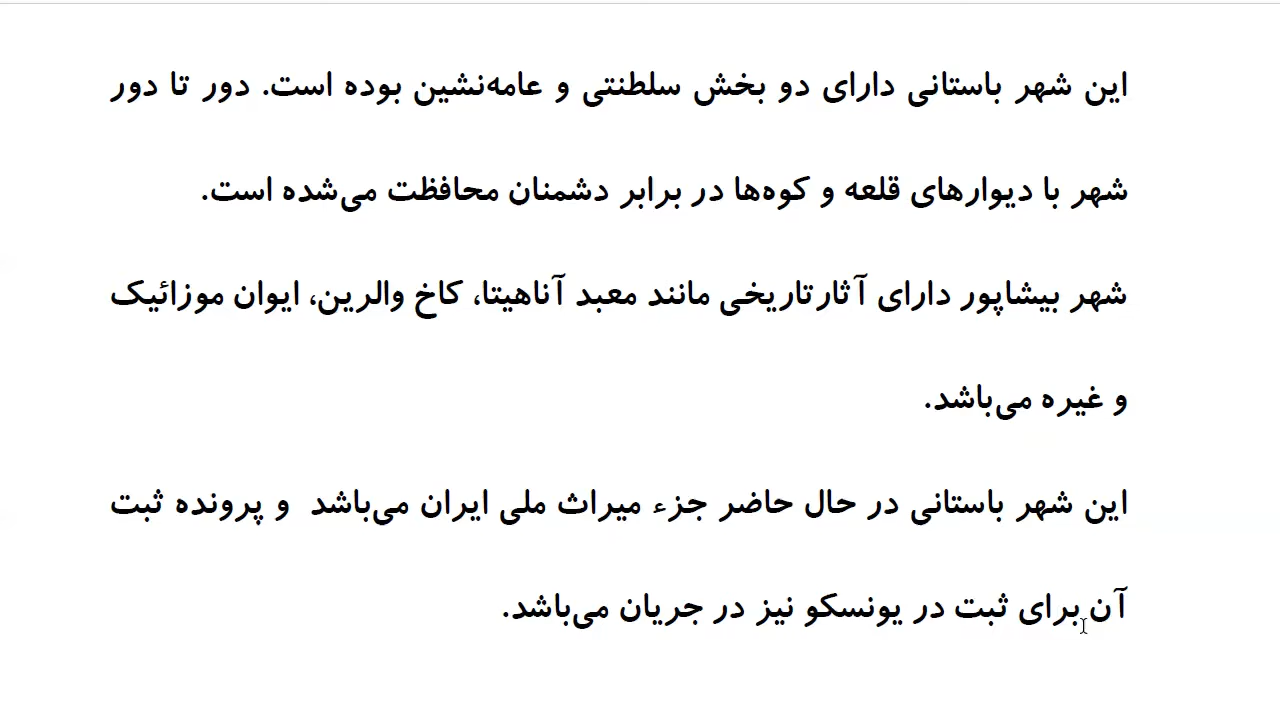 این شهر باستانی دارای دو بخش سلطنتی و عامه‌نشین بوده است. دور تا دور
شهر با دیوارهای قلعه و کوه‌ها در برابر دشمنان محافظت می‌شده است.
شهر بیشاپور دارای آثارتاریخی مانند معبد آناهیتا، کاخ والرین، ایوان موزائیک
و غیره می‌باشد.
این شهر باستانی در حال حاضر جزء میراث ملی ایران می‌باشد  و پرونده ثبت
آن برای ثبت در یونسکو نیز در جریان می‌باشد.